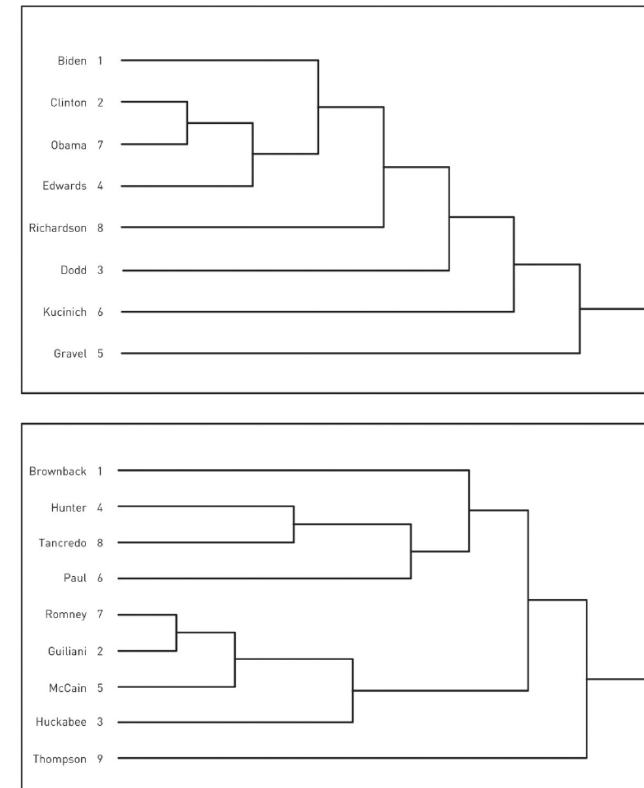 Biden 1
Clinton 2
Obama 7
Edwards 4
Richardson 8
Dodd 3
Kucinich 6
Gravel 5
Brownback 1
Hunter 4
Tancredo 8
Paul 6
Romney 7
Guiliani 2
McCain 5
Huckabee 3
Thompson 9